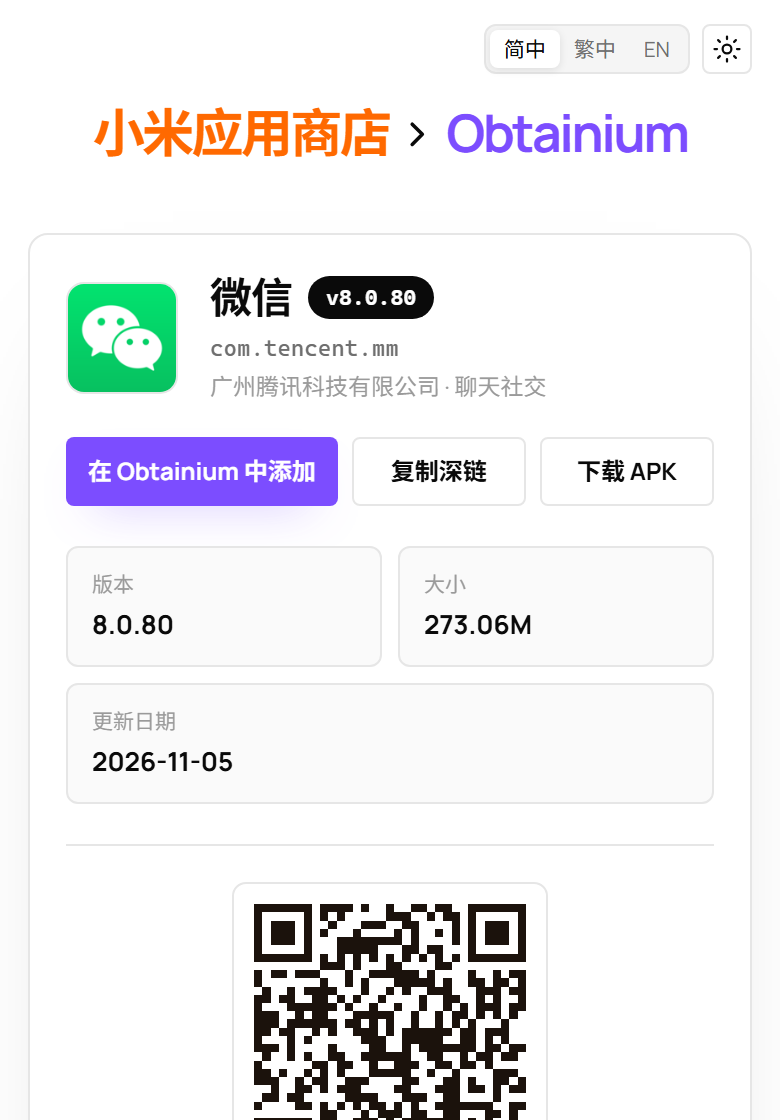 简中 繁中 EN
小米应用商店 > Obtainium
微信 v8.0.80
com.tencent.mm
广州腾讯科技有限公司 · 聊天社交
在 Obtainium 中添加 复制深链 下载 APK
版本 大小
8.0.80 273.06M
更新日期
2026-11-05